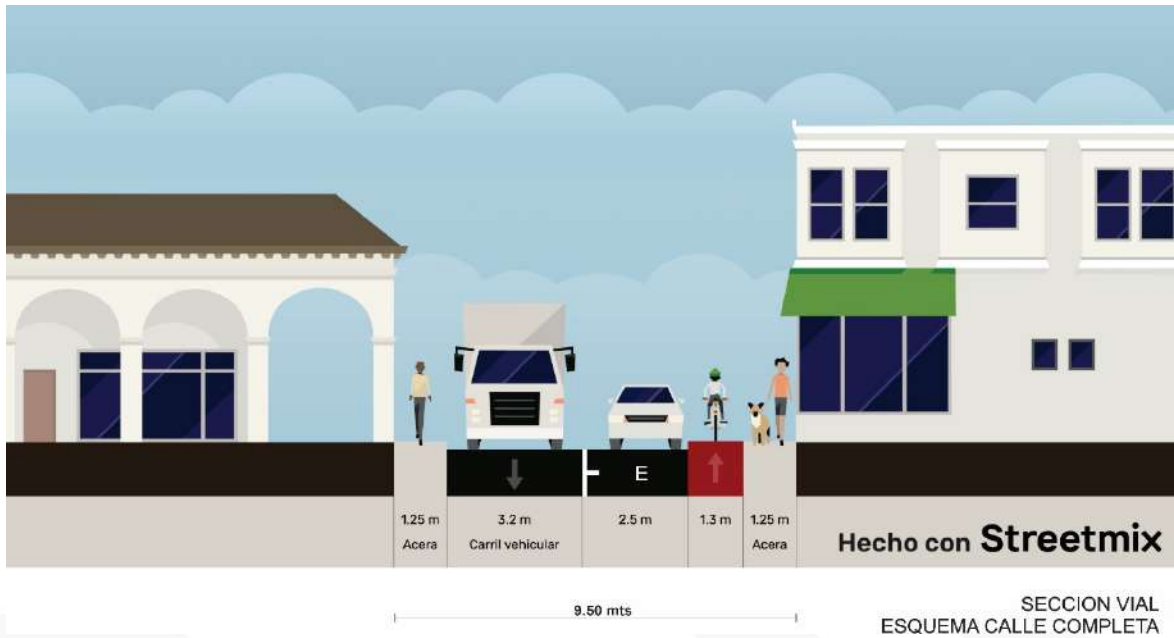 E
1.25 m
Acera
3.2 m
Carril vehicular
2.5 m
1.3 m
1.25 m
Acera
Hecho con Streetmix
9.50 mts
SECCION VIAL
ESQUEMA CALLE COMPLETA